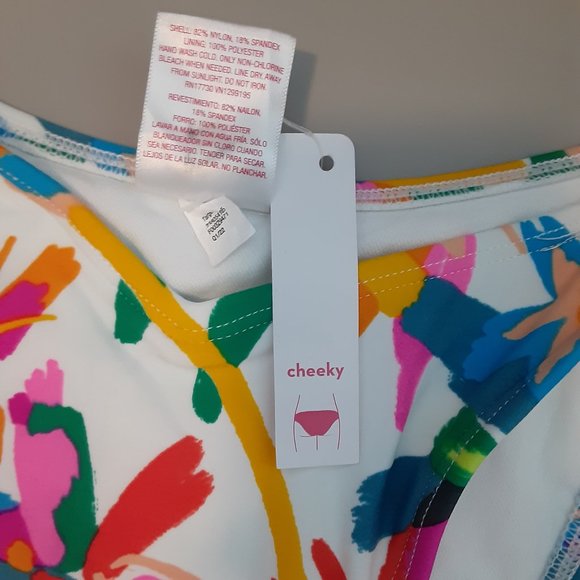 SHELL: 82% NYLON, 18% SPANDEX
LINING: 100% POLYESTER
HAND WASH COLD. ONLY NON-CHLORINE
BLEACH WHEN NEEDED. LINE DRY AWAY
FROM SUNLIGHT. DO NOT IRON.
RN17730 VN1299195
REVESTIMIENTO: 82% NAILON,
18% SPANDEX
FORRO: 100% POLIÉSTER
LAVAR A MANO CON AGUA FRÍA. SÓLO
BLANQUEADOR SIN CLORO CUANDO
SEA NECESARIO. TENDER PARA SECAR
LEJOS DE LA LUZ SOLAR. NO PLANCHAR.
01/22
cheeky